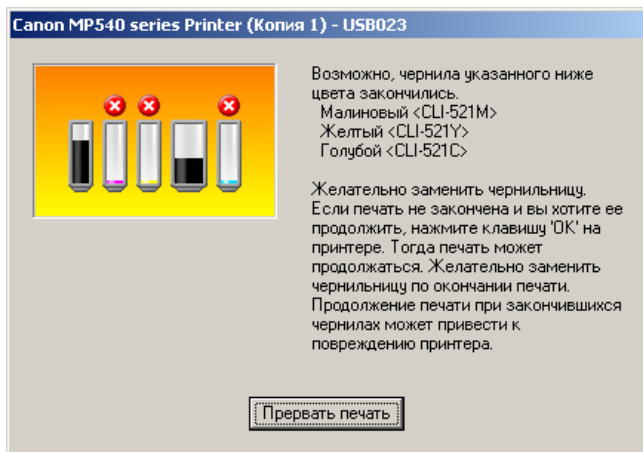 Canon MP540 series Printer (Копия 1) - USB023
Возможно, чернила указанного ниже
цвета закончились.
Малиновый <CLI-521M>
Желтый <CLI-521Y>
Голубой <CLI-521C>
Желательно заменить чернильницу.
Если печать не закончена и вы хотите ее
продолжить, нажмите клавишу 'OK' на
принтере. Тогда печать может
продолжаться. Желательно заменить
чернильницу по окончании печати.
Продолжение печати при закончившихся
чернилах может привести к
повреждению принтера.
Прервать печать